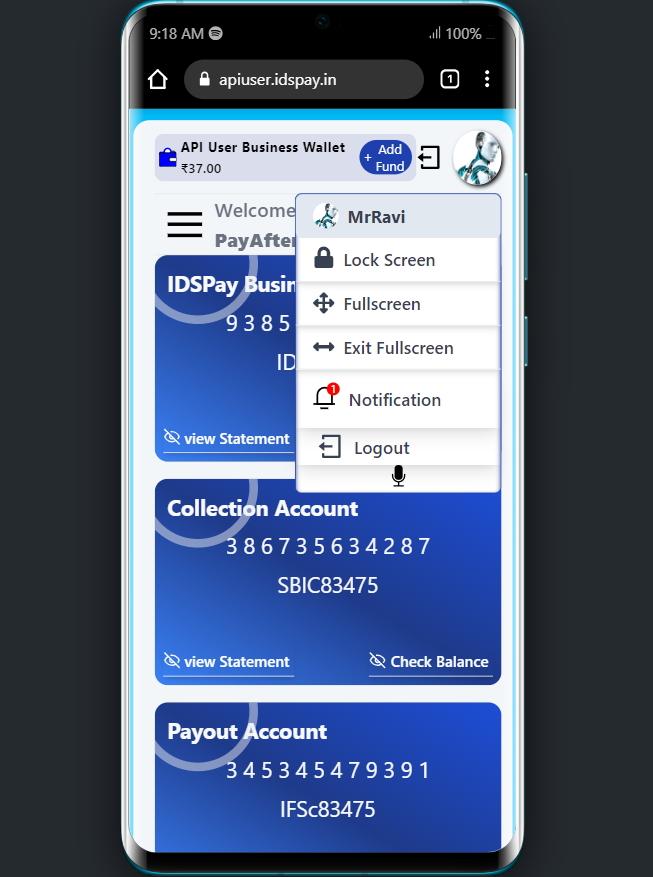 9:18 AM
100%
apiuser.idspay.in
1
API User Business Wallet
₹37.00
+ Add
Fund
Welcome
PayAfter
MrRavi
Lock Screen
Fullscreen
Exit Fullscreen
1
Notification
Logout
IDSPay Busin
9 3 8 5
ID
view Statement
Collection Account
3 8 6 7 3 5 6 3 4 2 8 7
SBIC83475
view Statement
Check Balance
Payout Account
3 4 5 3 4 5 4 7 9 3 9 1
IFSc83475